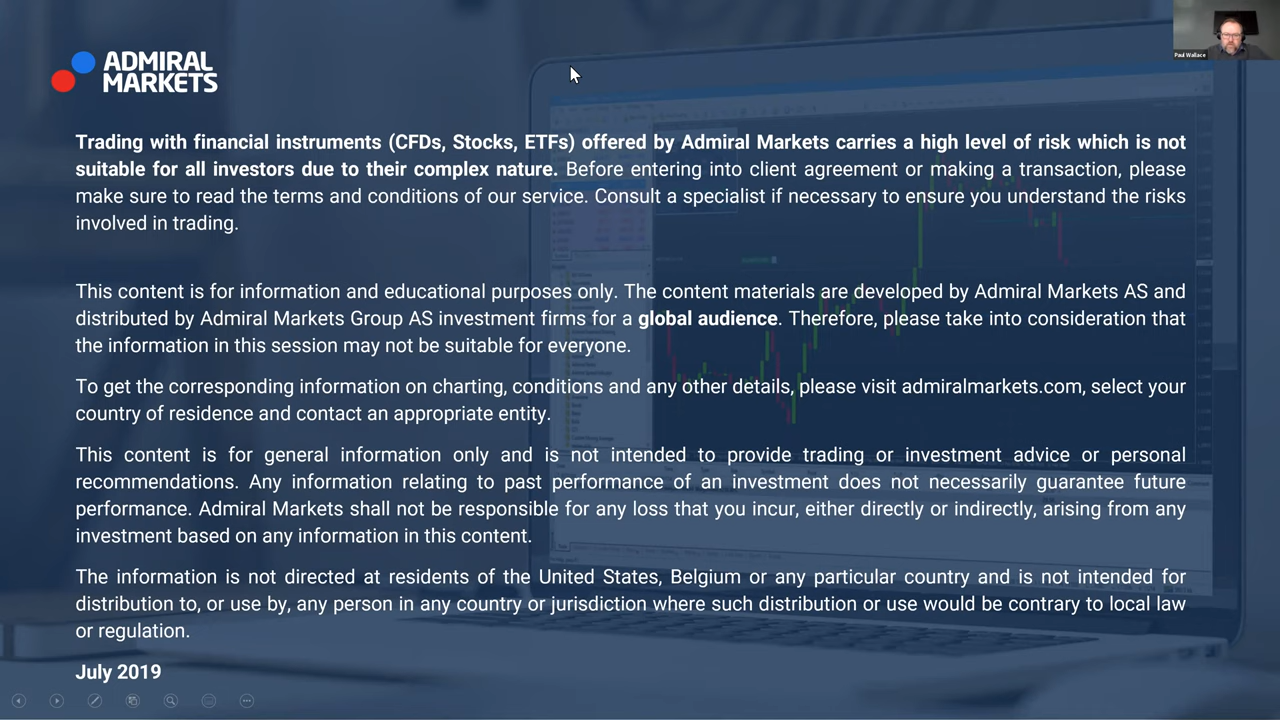 Paul Wallace
ADMIRAL
MARKETS
Trading with financial instruments (CFDs, Stocks, ETFs) offered by Admiral Markets carries a high level of risk which is not
suitable for all investors due to their complex nature. Before entering into client agreement or making a transaction, please
make sure to read the terms and conditions of our service. Consult a specialist if necessary to ensure you understand the risks
involved in trading.
This content is for information and educational purposes only. The content materials are developed by Admiral Markets AS and
distributed by Admiral Markets Group AS investment firms for a global audience. Therefore, please take into consideration that
the information in this session may not be suitable for everyone.
To get the corresponding information on charting, conditions and any other details, please visit admiralmarkets.com, select your
country of residence and contact an appropriate entity.
This content is for general information only and is not intended to provide trading or investment advice or personal
recommendations. Any information relating to past performance of an investment does not necessarily guarantee future
performance. Admiral Markets shall not be responsible for any loss that you incur, either directly or indirectly, arising from any
investment based on any information in this content.
The information is not directed at residents of the United States, Belgium or any particular country and is not intended for
distribution to, or use by, any person in any country or jurisdiction where such distribution or use would be contrary to local law
or regulation.
July 2019